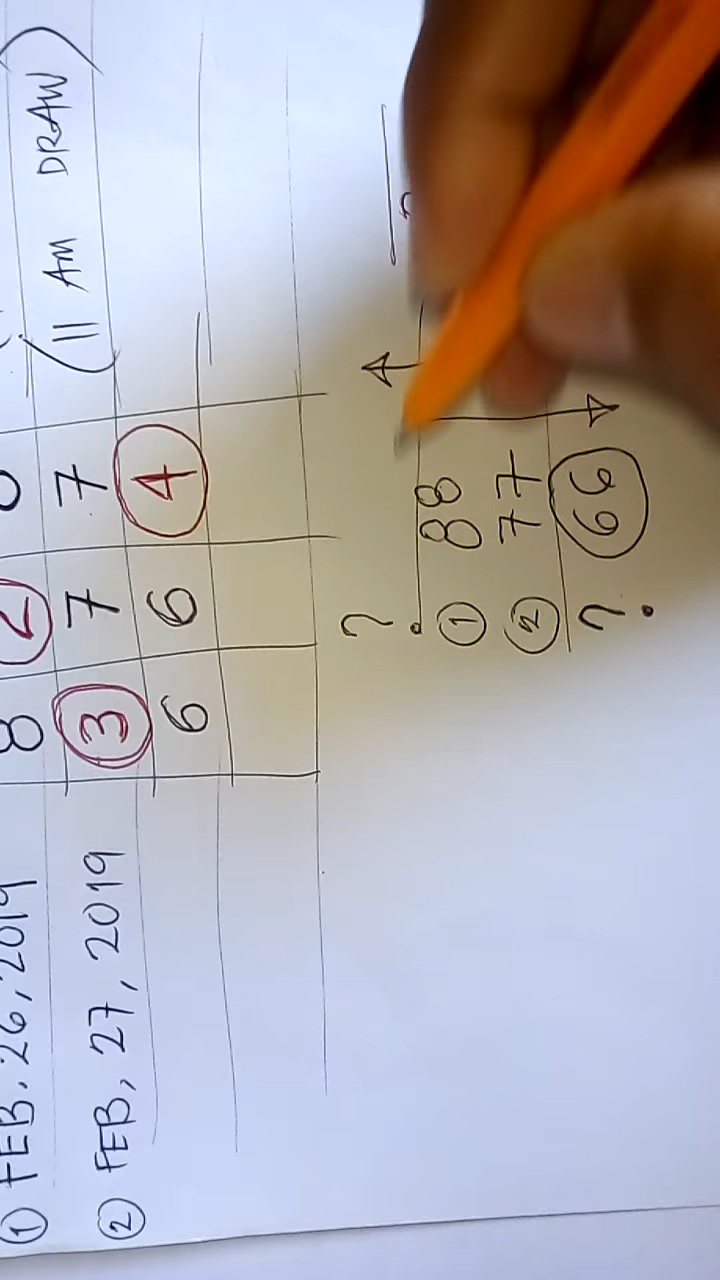 ① FEB. 26, 2019 8 2
② FEB, 27, 2019 3 7 7 (11 AM DRAW)
6 6 4
?
① 88
② 77
? 66